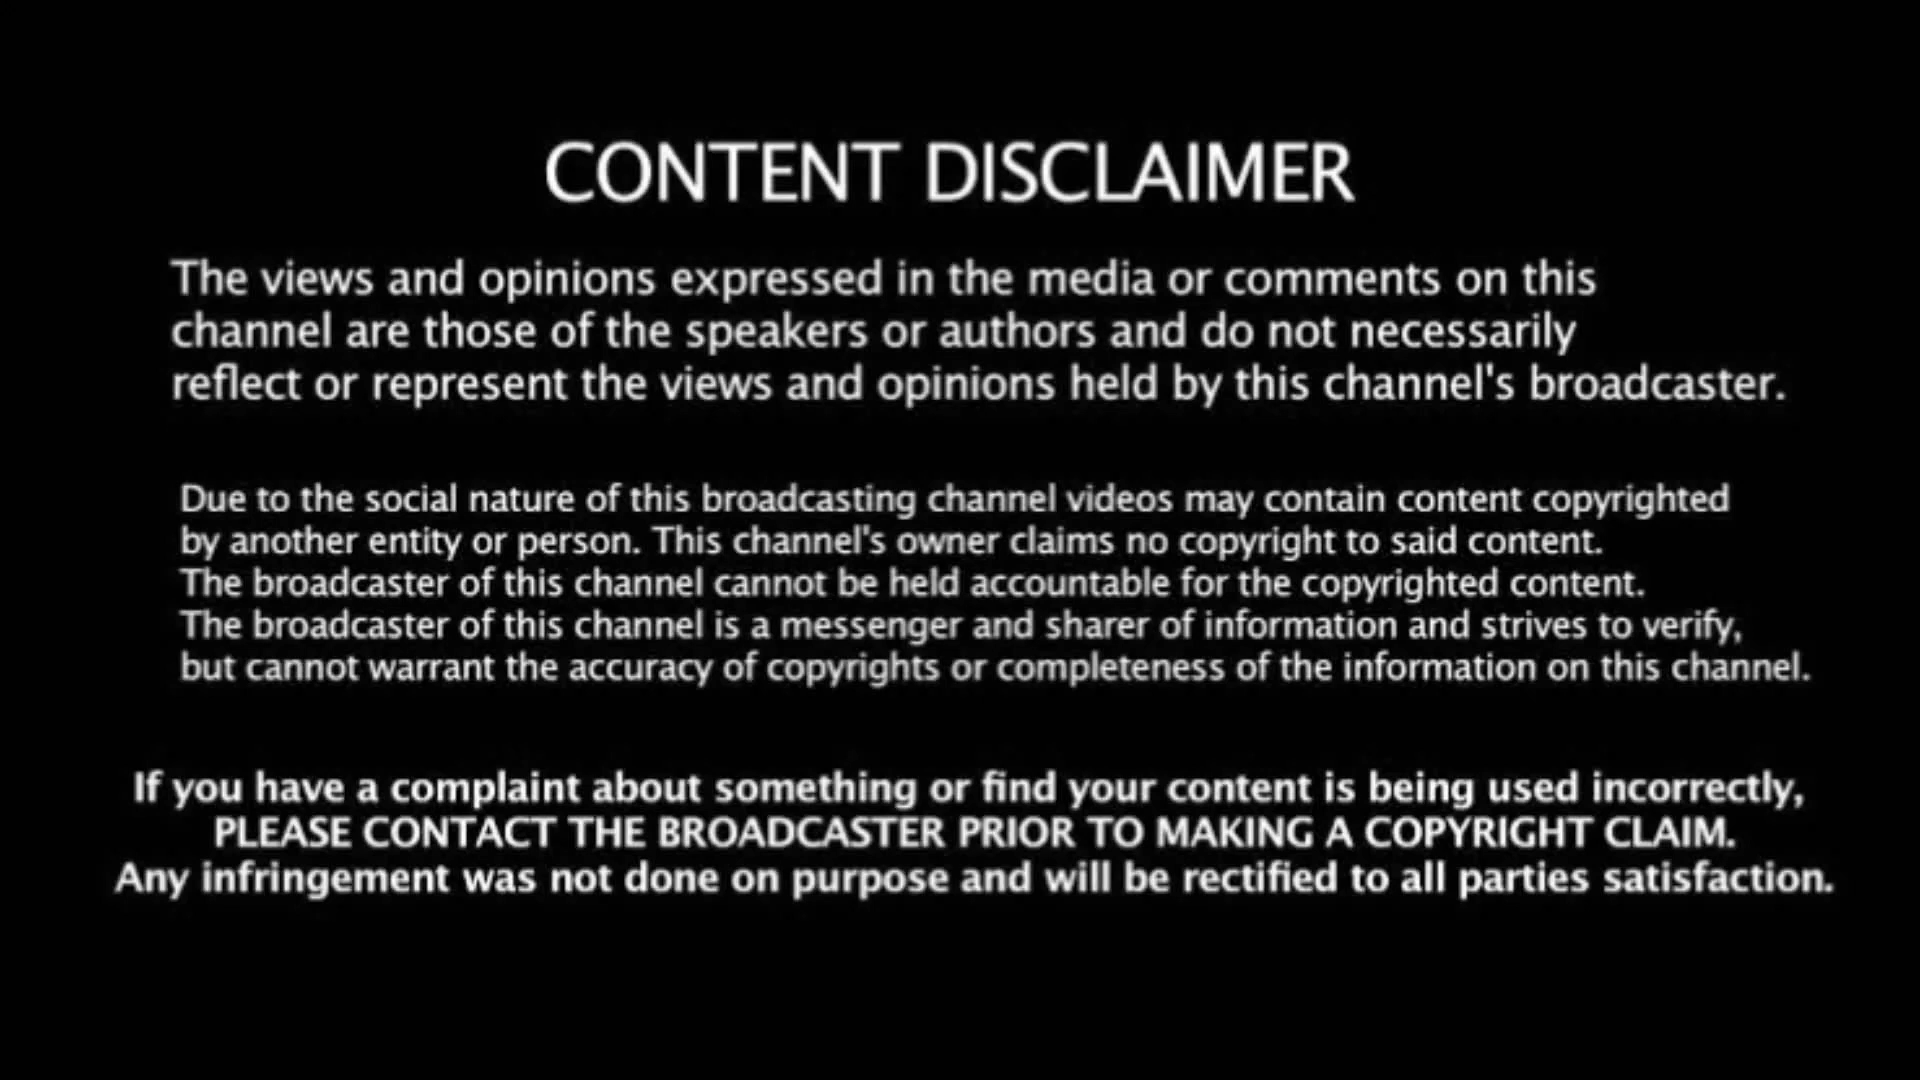 CONTENT DISCLAIMER
The views and opinions expressed in the media or comments on this
channel are those of the speakers or authors and do not necessarily
reflect or represent the views and opinions held by this channel's broadcaster.
Due to the social nature of this broadcasting channel videos may contain content copyrighted
by another entity or person. This channel's owner claims no copyright to said content.
The broadcaster of this channel cannot be held accountable for the copyrighted content.
The broadcaster of this channel is a messenger and sharer of information and strives to verify,
but cannot warrant the accuracy of copyrights or completeness of the information on this channel.
If you have a complaint about something or find your content is being used incorrectly,
PLEASE CONTACT THE BROADCASTER PRIOR TO MAKING A COPYRIGHT CLAIM.
Any infringement was not done on purpose and will be rectified to all parties satisfaction.